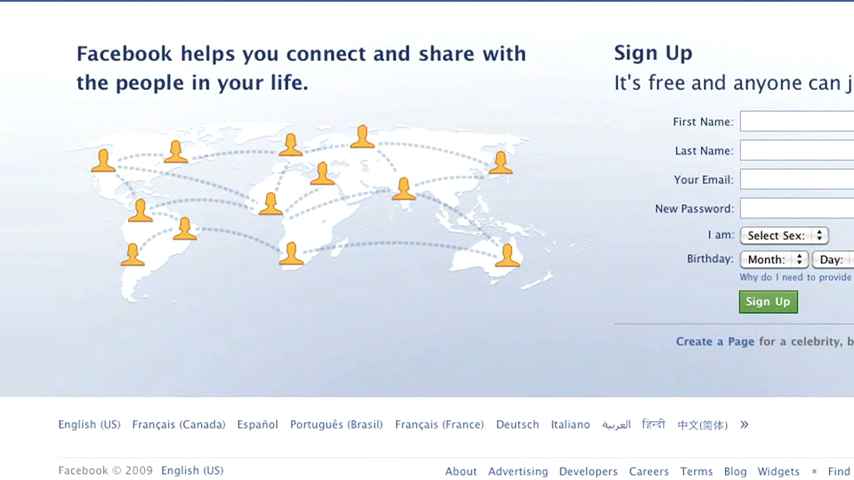 Facebook helps you connect and share with
the people in your life.
Sign Up
It's free and anyone can j
First Name:
Last Name:
Your Email:
New Password:
I am: Select Sex:
Birthday: Month: Day:
Why do I need to provide
Sign Up
Create a Page for a celebrity, b
English (US) Français (Canada) Español Português (Brasil) Français (France) Deutsch Italiano العربية हिन्दी 中文(简体) »
Facebook © 2009 English (US)
About Advertising Developers Careers Terms Blog Widgets • Find